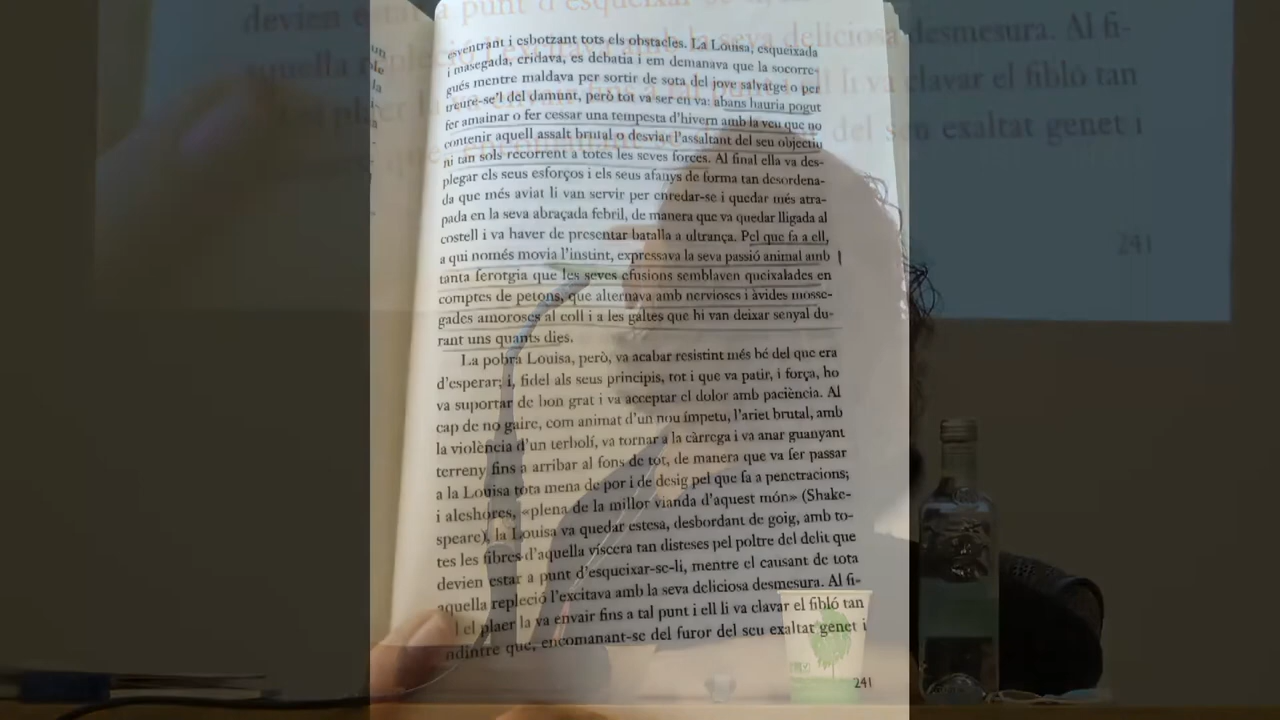 esventrant i esbotzant tots els obstacles. La Louisa, esqueixada
i masegada, cridava, es debatia i em demanava que la socorre-
gués mentre maldava per sortir de sota del jove salvatge o per
treure-se'l del damunt, però tot va ser en va: abans hauria pogut
fer amainar o fer cessar una tempesta d'hivern amb la veu que no
contenir aquell assalt brutal o desviar l'assaltant del seu objectiu
ni tan sols recorrent a totes les seves forces. Al final ella va des-
plegar els seus esforços i els seus afanys de forma tan desordena-
da que més aviat li van servir per enredar-se i quedar més atra-
pada en la seva abraçada febril, de manera que va quedar lligada al
costell i va haver de presentar batalla a ultrança. Pel que fa a ell,
a qui només movia l'instint, expressava la seva passió animal amb
tanta ferotgia que les seves efusions semblaven queixalades en
comptes de petons, que alternava amb nervioses i àvides mosse-
gades amoroses al coll i a les galtes que hi van deixar senyal du-
rant uns quants dies.
La pobra Louisa, però, va acabar resistint més bé del que era
d'esperar; i, fidel als seus principis, tot i que va patir, i força, ho
va suportar de bon grat i va acceptar el dolor amb paciència. Al
cap de no gaire, com animat d'un nou ímpetu, l'ariet brutal, amb
la violència d'un terbolí, va tornar a la càrrega i va anar guanyant
terreny fins a arribar al fons de tot, de manera que va fer passar
a la Louisa tota mena de por i de desig pel que fa a penetracions;
i aleshores, «plena de la millor vianda d'aquest món» (Shake-
speare), la Louisa va quedar estesa, desbordant de goig, amb to-
tes les fibres d'aquella víscera tan disteses pel poltre del delit que
devien estar a punt d'esqueixar-se-li, mentre el causant de tota
aquella repleció l'excitava amb la seva deliciosa desmesura. Al fi-
el plaer la va envair fins a tal punt i ell li va clavar el fibló tan
endintre que, encomanant-se del furor del seu exaltat genet i
241
desmesura. Al fi-
clavar el fibló tan
exaltat genet i
241